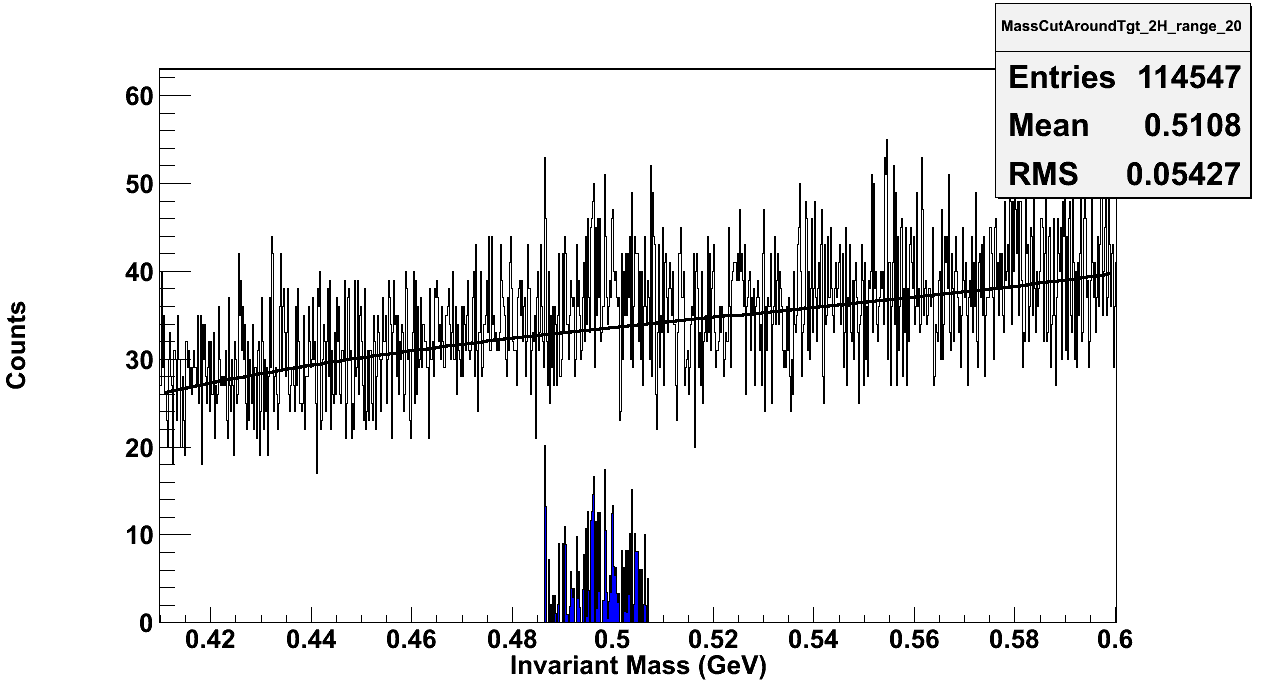 MassCutAroundTgt_2H_range_20
Entries 114547
Mean 0.5108
RMS 0.05427
60
50
40
30
20
10
0
Counts
0.42 0.44 0.46 0.48 0.5 0.52 0.54 0.56 0.58 0.6
Invariant Mass (GeV)